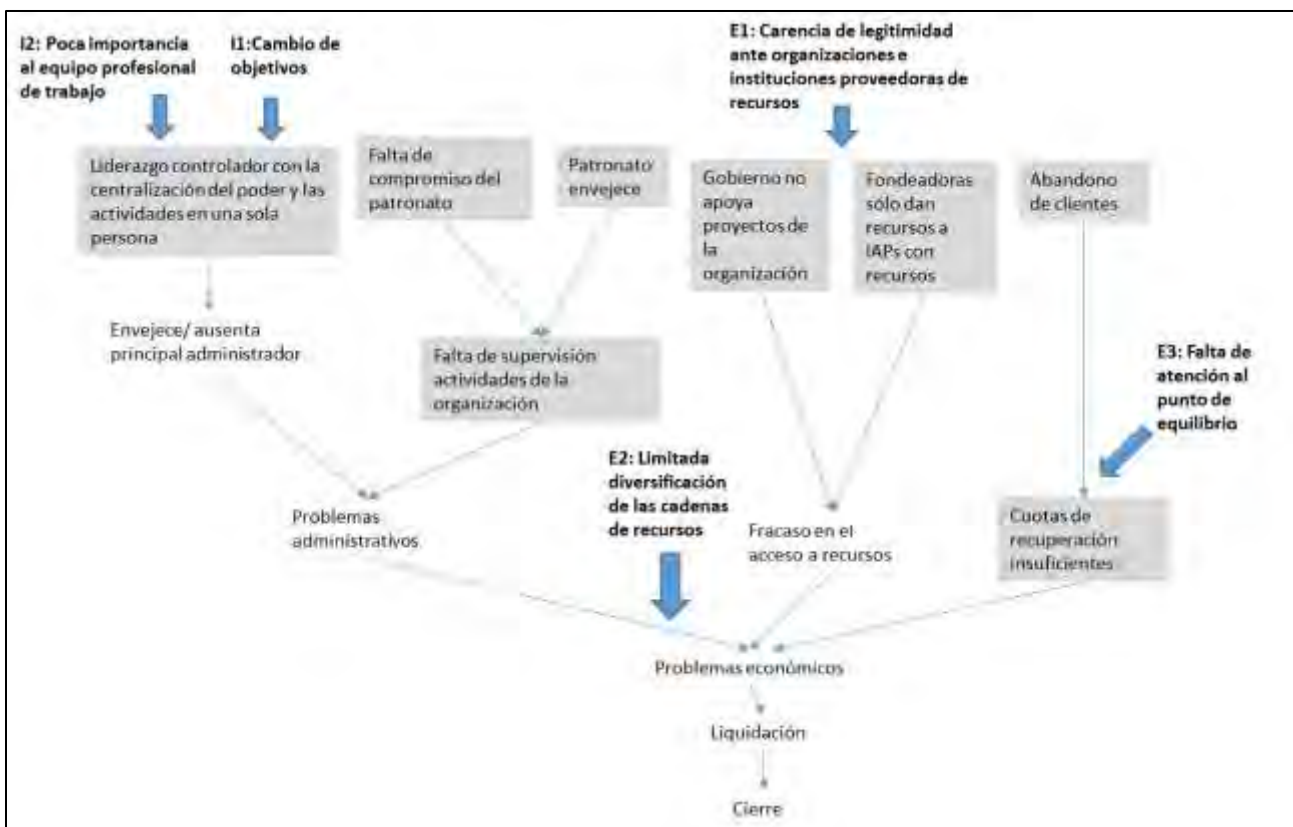 I2: Poca importancia
al equipo profesional
de trabajo
I1:Cambio de
objetivos
E1: Carencia de legitimidad
ante organizaciones e
instituciones proveedoras de
recursos
Liderazgo controlador con la
centralización del poder y las
actividades en una sola
persona
Falta de
compromiso del
patronato
Patronato
envejece
Gobierno no
apoya
proyectos de
la
organización
Fondeadoras
sólo dan
recursos a
IAPs con
recursos
Abandono
de clientes
Envejece/ ausenta
principal administrador
Falta de supervisión
actividades de la
organización
E3: Falta de
atención al
punto de
equilibrio
E2: Limitada
diversificación
de las cadenas
de recursos
Problemas
administrativos
Fracaso en el
acceso a recursos
Cuotas de
recuperación
insuficientes
Problemas económicos
Liquidación
Cierre